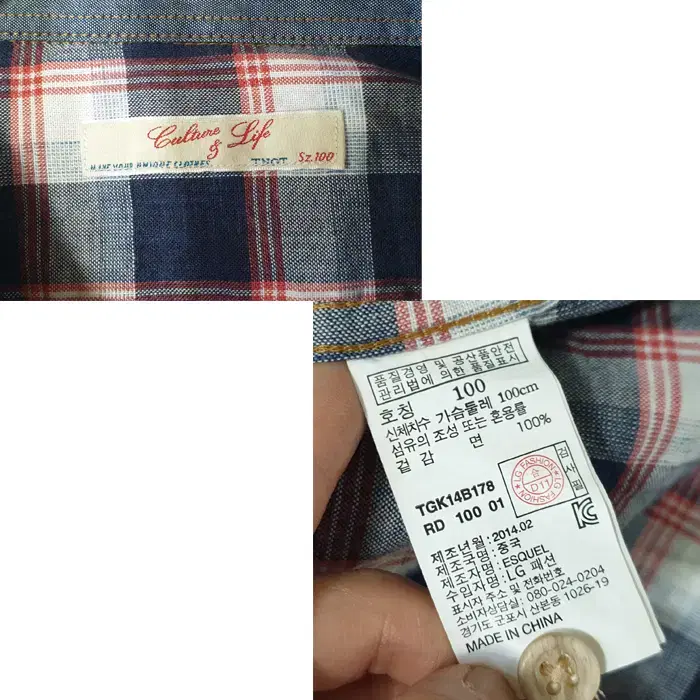 Culture & Life
MAKE YOUR UNIQUE CLOTHES.
TNGT
Sz.100
품질경영 및 공산품안전
관리법에 의한 품질표시
호칭 100
신체치수 가슴둘레 100cm
섬유의 조성 또는 혼용률
겉감 면 100%
TGK14B178
RD 100 01
LG FASHION
합
D11
LG FASHION
검사필
제조년월:2014.02
제조국명:중국
제조자명:ESQUEL
수입자명:LG 패션
표시자 주소 및 전화번호
소비자상담실: 080-024-0204
경기도 군포시 산본동 1026-19
MADE IN CHINA